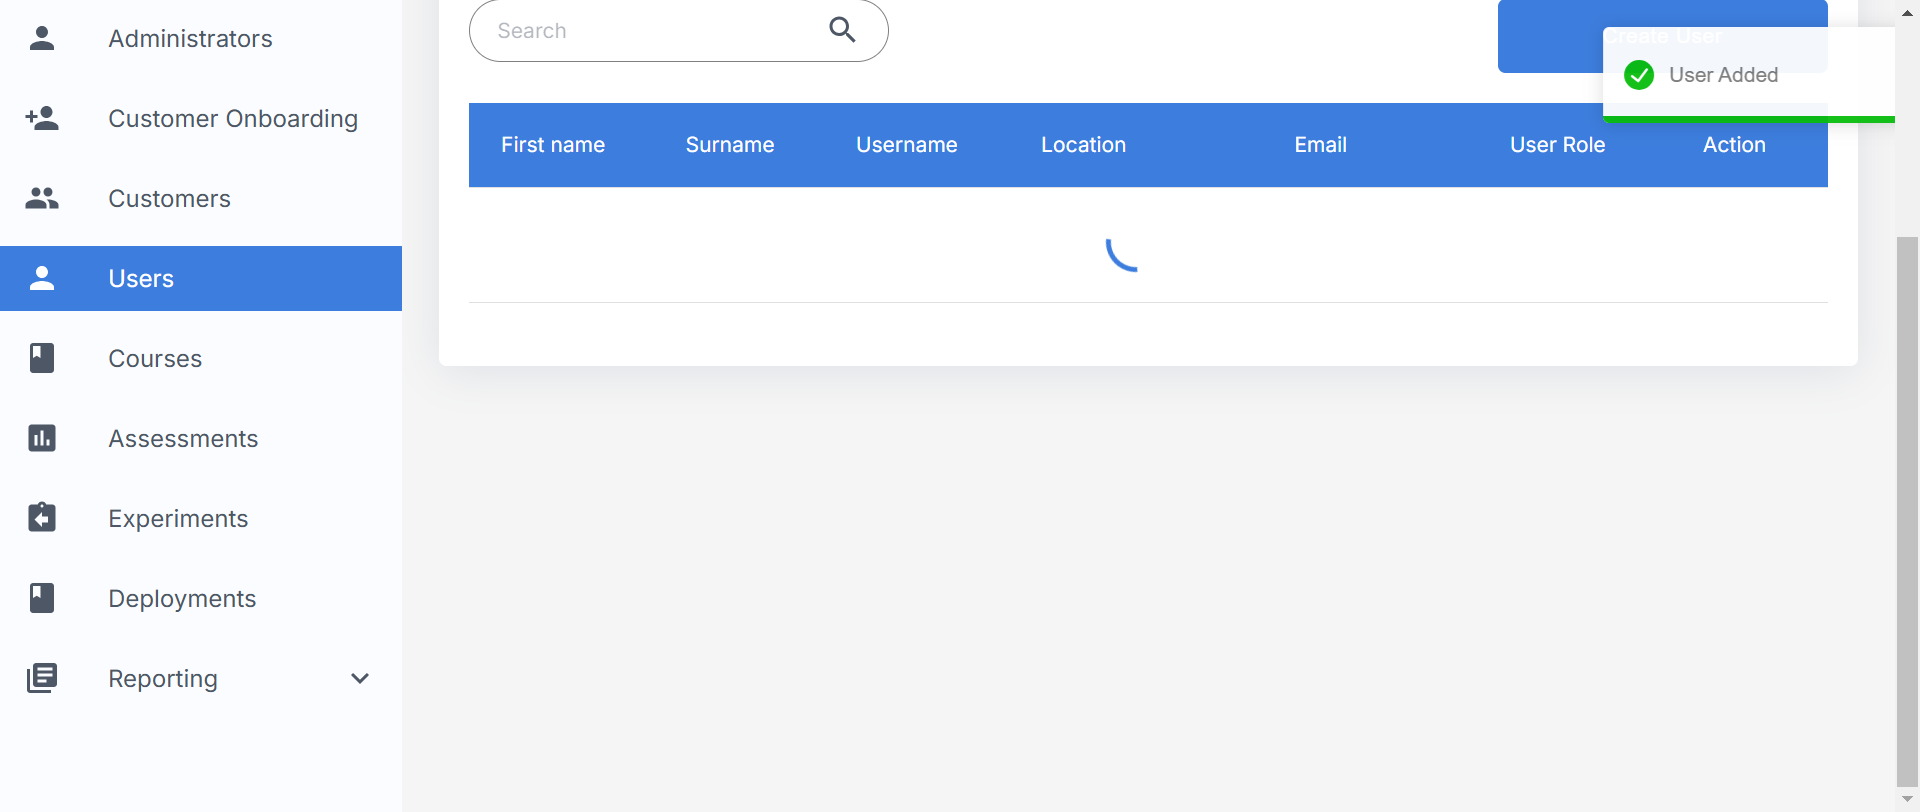 Administrators
Customer Onboarding
Customers
Users
Courses
Assessments
Experiments
Deployments
Reporting
Search
Create User
User Added
First name Surname Username Location Email User Role Action